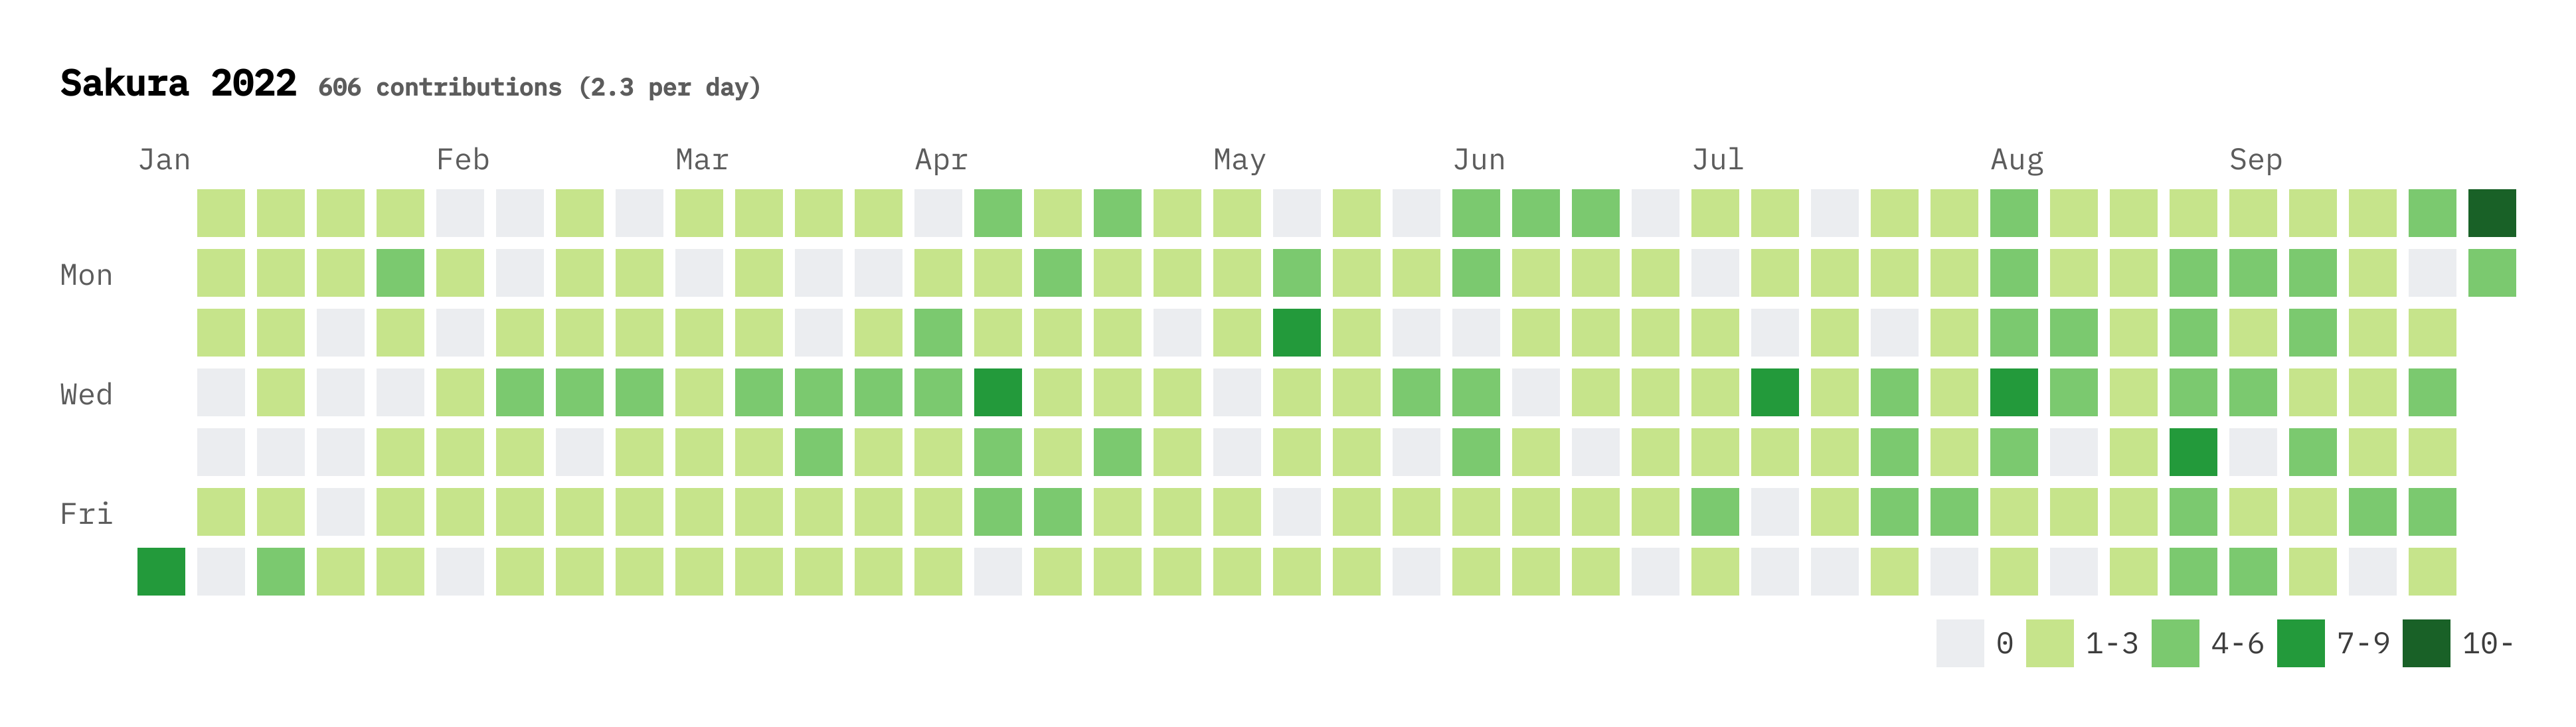 Sakura 2022 606 contributions (2.3 per day)
Jan Feb Mar Apr May Jun Jul Aug Sep
Mon
Wed
Fri
0 1-3 4-6 7-9 10-